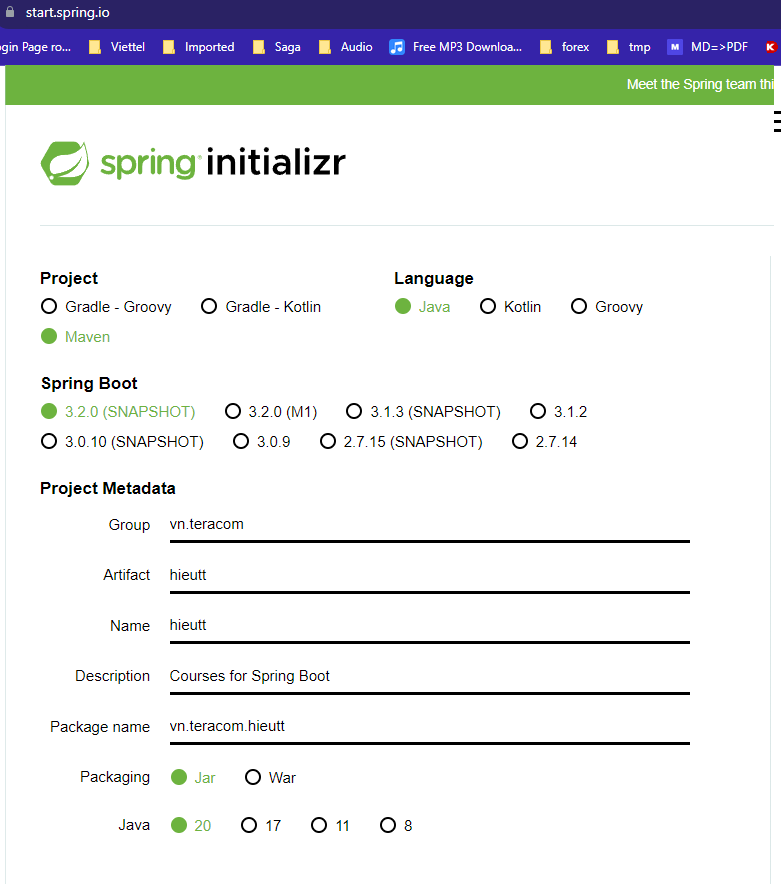 start.spring.io
gin Page ro... Viettel Imported Saga Audio Free MP3 Downloa... forex tmp M MD=>PDF K
Meet the Spring team thi
spring initializr
Project Language
Gradle - Groovy Gradle - Kotlin Java Kotlin Groovy
Maven
Spring Boot
3.2.0 (SNAPSHOT) 3.2.0 (M1) 3.1.3 (SNAPSHOT) 3.1.2
3.0.10 (SNAPSHOT) 3.0.9 2.7.15 (SNAPSHOT) 2.7.14
Project Metadata
Group vn.teracom
Artifact hieutt
Name hieutt
Description Courses for Spring Boot
Package name vn.teracom.hieutt
Packaging Jar War
Java 20 17 11 8